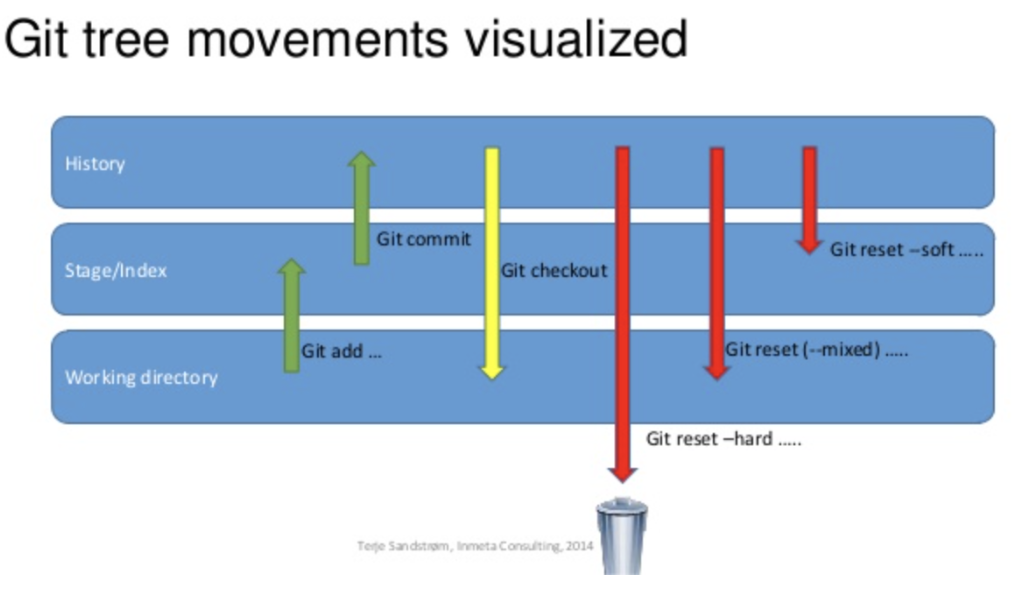 Git tree movements visualized
History
Git commit
Stage/Index
Git checkout
Git reset –soft .....
Git add ...
Git reset (--mixed) .....
Working directory
Git reset –hard .....
Terje Sandstrøm, Inmeta Consulting, 2014